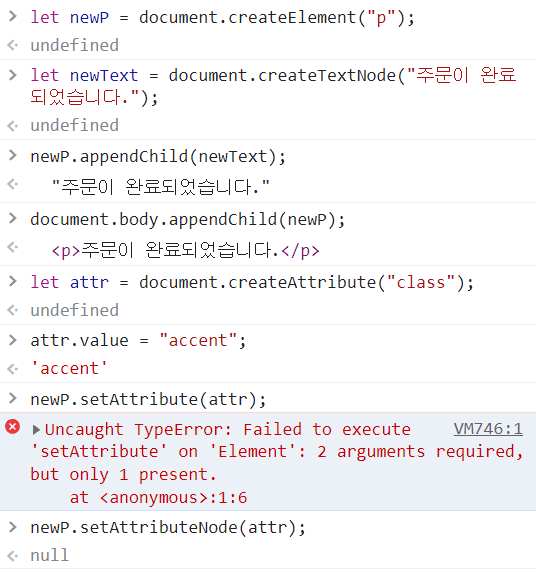 > let newP = document.createElement("p");
<· undefined
> let newText = document.createTextNode("주문이 완료
되었습니다.");
<· undefined
> newP.appendChild(newText);
<· "주문이 완료되었습니다."
> document.body.appendChild(newP);
<· <p>주문이 완료되었습니다.</p>
> let attr = document.createAttribute("class");
<· undefined
> attr.value = "accent";
<· 'accent'
> newP.setAttribute(attr);
▶Uncaught TypeError: Failed to execute VM746:1
'setAttribute' on 'Element': 2 arguments required,
but only 1 present.
at <anonymous>:1:6
> newP.setAttributeNode(attr);
<· null